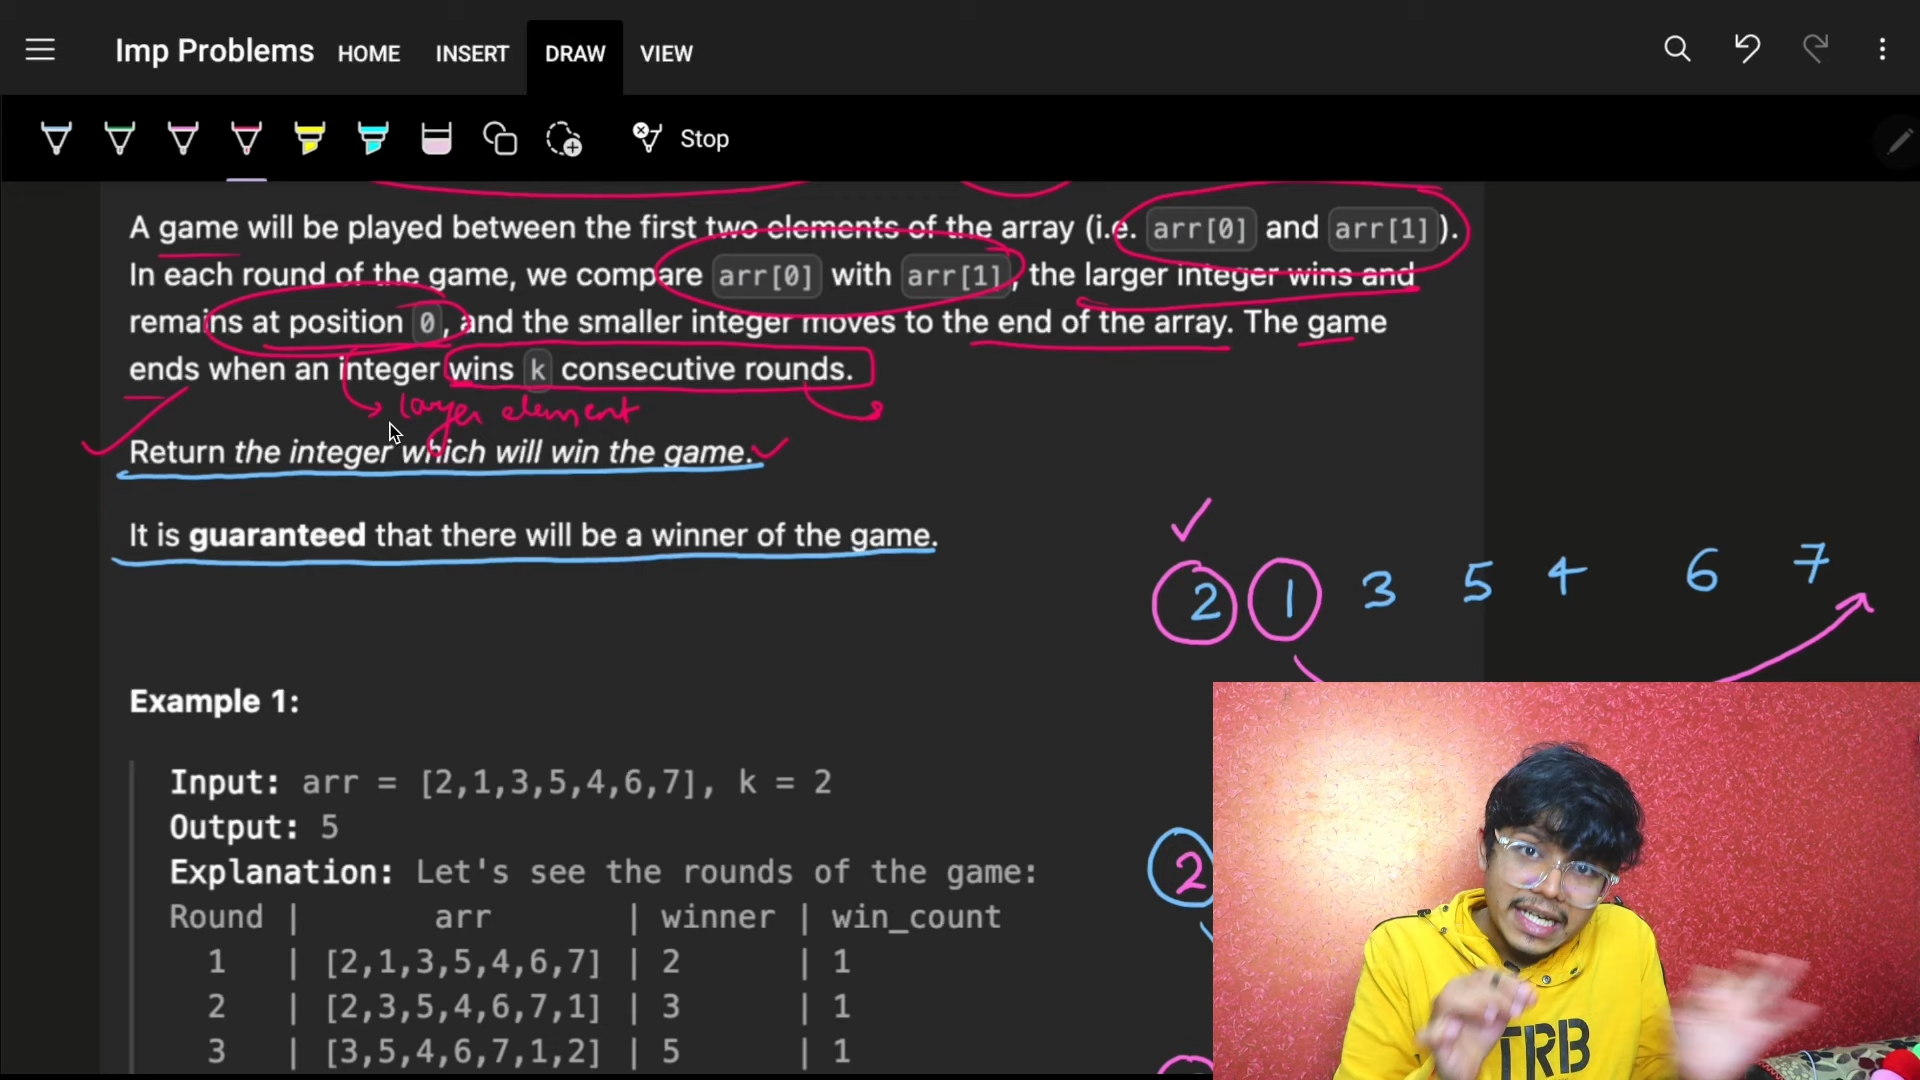 Imp Problems HOME INSERT DRAW VIEW
Stop
A game will be played between the first two elements of the array (i.e. arr[0] and arr[1]).
In each round of the game, we compare arr[0] with arr[1], the larger integer wins and
remains at position 0, and the smaller integer moves to the end of the array. The game
ends when an integer wins k consecutive rounds.
larger element
Return the integer which will win the game.
It is guaranteed that there will be a winner of the game.
2 1 3 5 4 6 7
Example 1:
Input: arr = [2,1,3,5,4,6,7], k = 2
Output: 5
2
Explanation: Let's see the rounds of the game:
Round | arr | winner | win_count
1 | [2,1,3,5,4,6,7] | 2 | 1
2 | [2,3,5,4,6,7,1] | 3 | 1
3 | [3,5,4,6,7,1,2] | 5 | 1
TRB